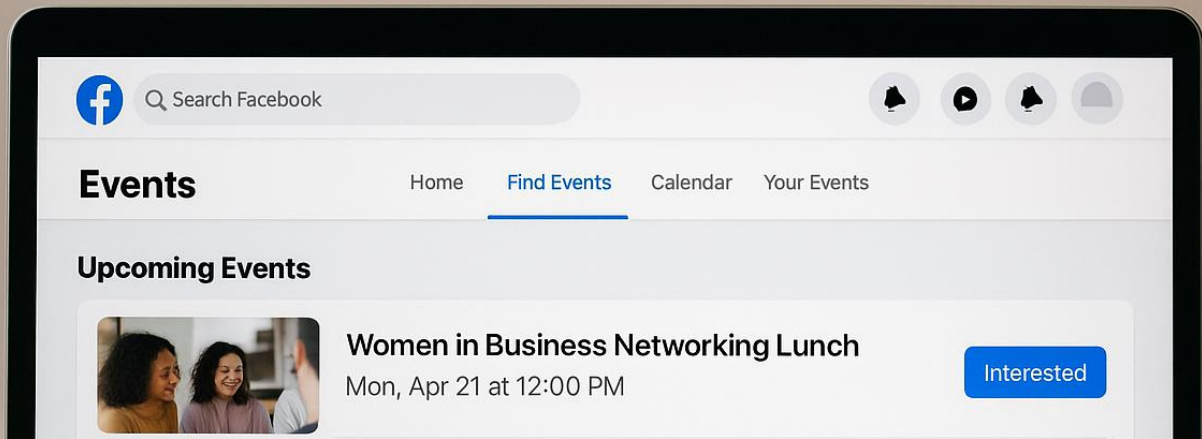 Search Facebook
Events
Home Find Events Calendar Your Events
Upcoming Events
Women in Business Networking Lunch
Mon, Apr 21 at 12:00 PM
Interested